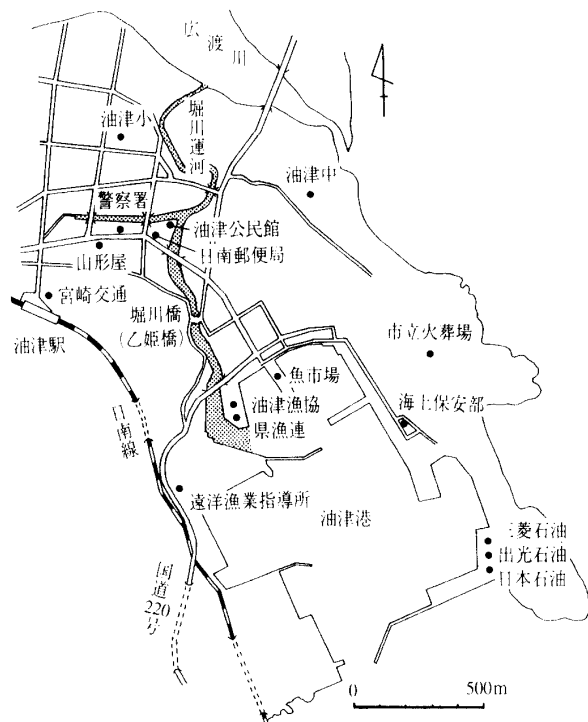 広渡川
堀川運河
油津小
油津中
警察署
油津公民館
日南郵便局
山形屋
宮崎交通
堀川橋
(乙姫橋)
油津駅
市立火葬場
魚市場
油津漁協
海上保安部
県漁連
日南線
遠洋漁業指導所
油津港
三菱石油
出光石油
日本石油
国道220号
0 500m